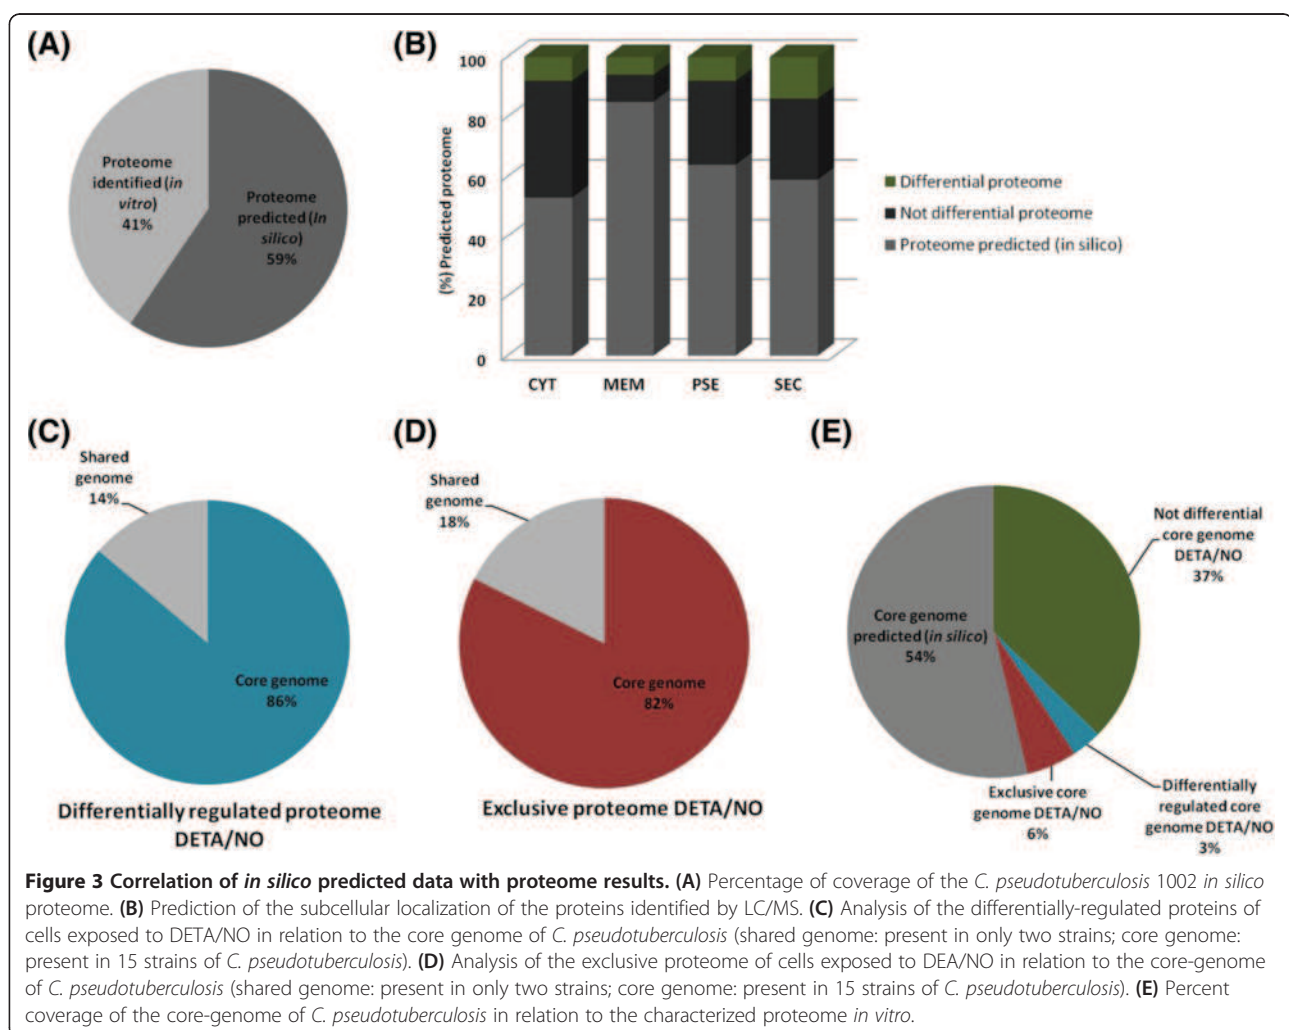 (A)
Proteome
identified (in
vitro)
41%
Proteome
predicted (In
silico)
59%
(B)
(%) Predicted proteome
100
80
60
40
20
0
CYT
MEM
PSE
SEC
Differential proteome
Not differential proteome
Proteome predicted (in silico)
(C)
Shared
genome
14%
Core genome
86%
Differentially regulated proteome
DETA/NO
(D)
Shared
genome
18%
Core genome
82%
Exclusive proteome DETA/NO
(E)
Not differential
core genome
DETA/NO
37%
Core genome
predicted (in silico)
54%
Exclusive core
genome DETA/NO
6%
Differentially
regulated core
genome DETA/NO
3%
Figure 3 Correlation of in silico predicted data with proteome results. (A) Percentage of coverage of the C. pseudotuberculosis 1002 in silico
proteome. (B) Prediction of the subcellular localization of the proteins identified by LC/MS. (C) Analysis of the differentially-regulated proteins of
cells exposed to DETA/NO in relation to the core genome of C. pseudotuberculosis (shared genome: present in only two strains; core genome:
present in 15 strains of C. pseudotuberculosis). (D) Analysis of the exclusive proteome of cells exposed to DEA/NO in relation to the core-genome
of C. pseudotuberculosis (shared genome: present in only two strains; core genome: present in 15 strains of C. pseudotuberculosis). (E) Percent
coverage of the core-genome of C. pseudotuberculosis in relation to the characterized proteome in vitro.